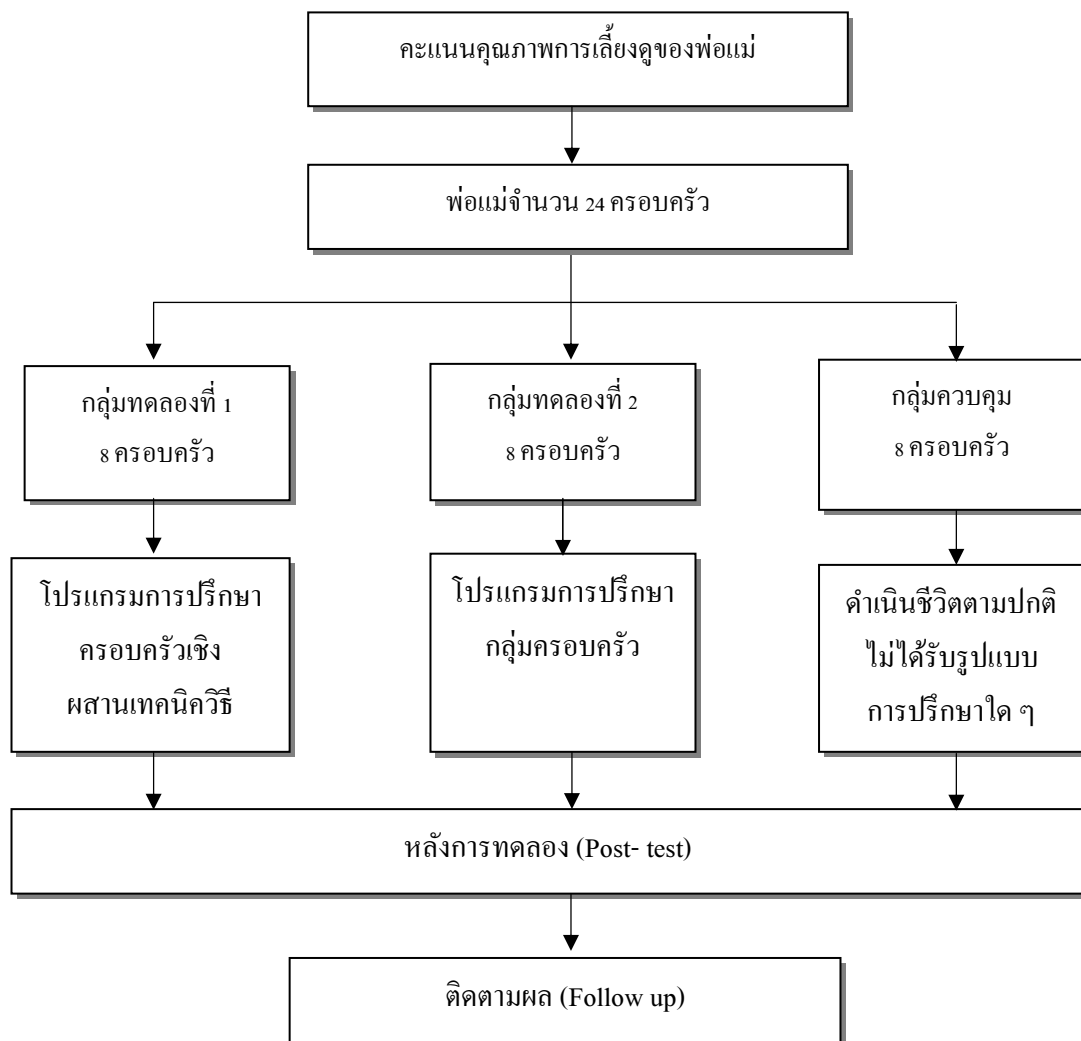 คะแนนคุณภาพการเลี้ยงดูของพ่อแม่
พ่อแม่จำนวน 24 ครอบครัว
กลุ่มทดลองที่ 1
8 ครอบครัว
กลุ่มทดลองที่ 2
8 ครอบครัว
กลุ่มควบคุม
8 ครอบครัว
โปรแกรมการปรึกษา
ครอบครัวเชิง
ผสานเทคนิควิธี
โปรแกรมการปรึกษา
กลุ่มครอบครัว
ดำเนินชีวิตตามปกติ
ไม่ได้รับรูปแบบ
การปรึกษาใด ๆ
หลังการทดลอง (Post- test)
ติดตามผล (Follow up)